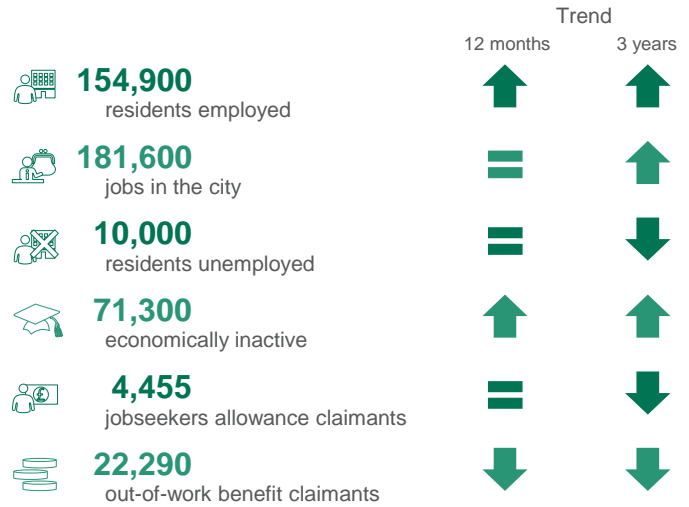 Trend
12 months 3 years
154,900
residents employed
181,600
jobs in the city
10,000
residents unemployed
71,300
economically inactive
£
4,455
jobseekers allowance claimants
22,290
out-of-work benefit claimants